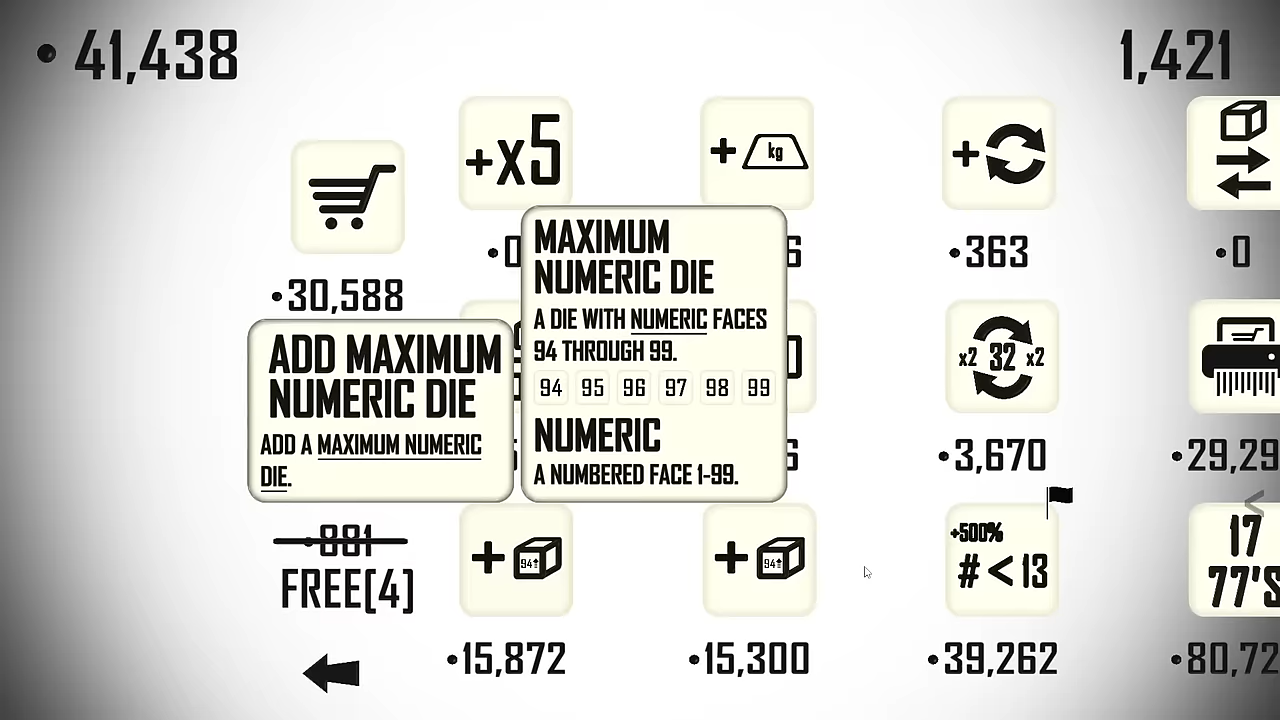 41,438
1,421
+x5
+ kg
+
30,588
0
6
363
0
MAXIMUM
NUMERIC DIE
A DIE WITH NUMERIC FACES
94 THROUGH 99.
94 95 96 97 98 99
NUMERIC
A NUMBERED FACE 1-99.
ADD MAXIMUM
NUMERIC DIE
ADD A MAXIMUM NUMERIC
DIE.
x2 32 x2
6
3,670
29,29
<
881
FREE[4]
+ 94
+ 94
+500%
# < 13
17
77'S
15,872
15,300
39,262
80,72